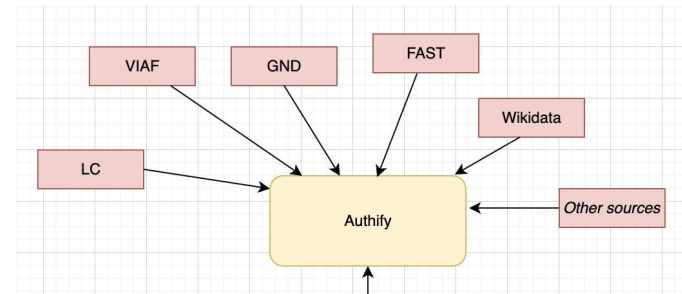 FAST
VIAF
GND
Wikidata
LC
Other sources
Authify